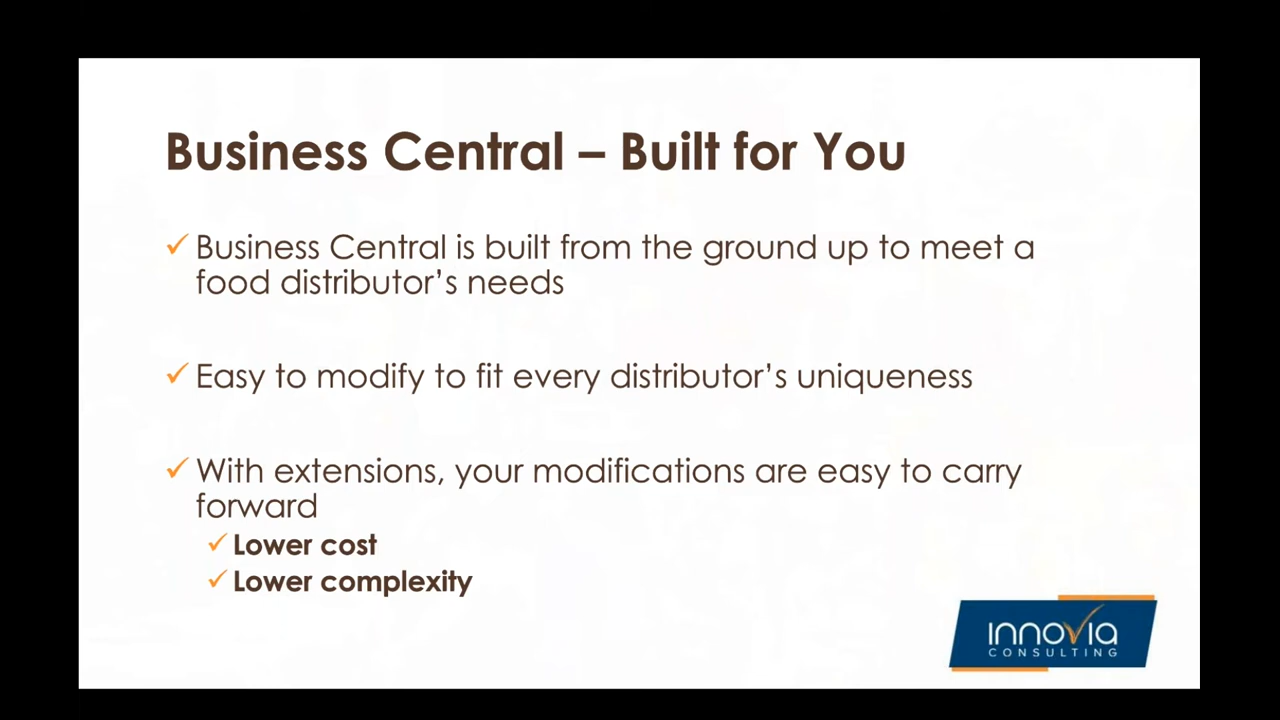 Business Central – Built for You
✓ Business Central is built from the ground up to meet a
food distributor's needs
✓ Easy to modify to fit every distributor's uniqueness
✓ With extensions, your modifications are easy to carry
forward
✓ Lower cost
✓ Lower complexity
innovia
CONSULTING